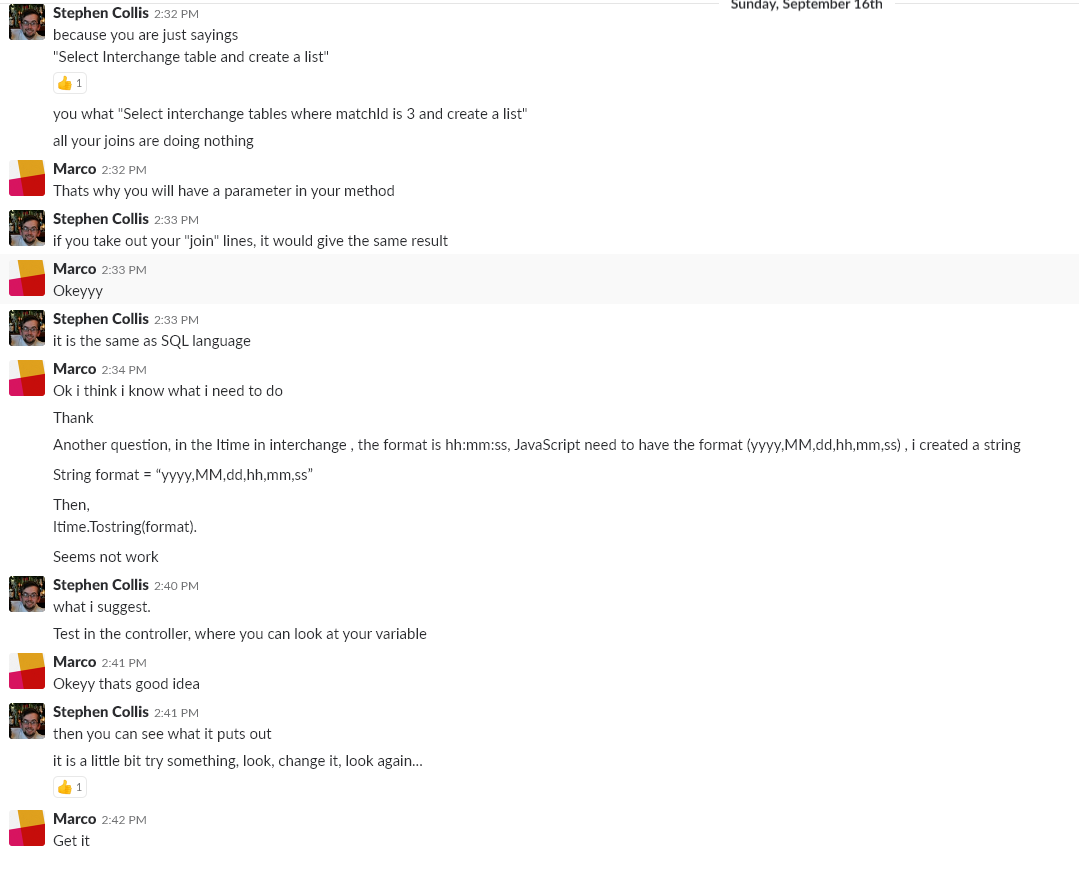 Sunday, September 16th
Stephen Collis 2:32 PM
because you are just sayings
"Select Interchange table and create a list"
👍 1
you what "Select interchange tables where matchId is 3 and create a list"
all your joins are doing nothing
Marco 2:32 PM
Thats why you will have a parameter in your method
Stephen Collis 2:33 PM
if you take out your "join" lines, it would give the same result
Marco 2:33 PM
Okeyyy
Stephen Collis 2:33 PM
it is the same as SQL language
Marco 2:34 PM
Ok i think i know what i need to do
Thank
Another question, in the Itime in interchange , the format is hh:mm:ss, JavaScript need to have the format (yyyy,MM,dd,hh,mm,ss) , i created a string
String format = “yyyy,MM,dd,hh,mm,ss”
Then,
Itime.Tostring(format).
Seems not work
Stephen Collis 2:40 PM
what i suggest.
Test in the controller, where you can look at your variable
Marco 2:41 PM
Okeyy thats good idea
Stephen Collis 2:41 PM
then you can see what it puts out
it is a little bit try something, look, change it, look again...
👍 1
Marco 2:42 PM
Get it